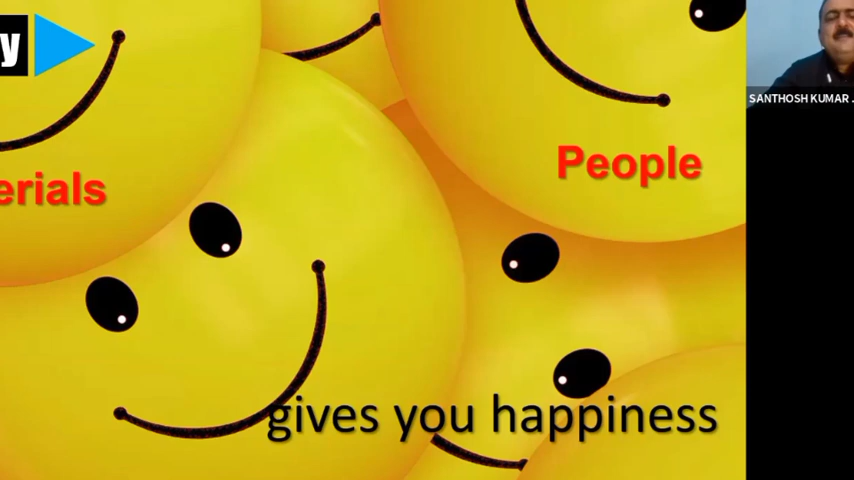 y
People
erials
gives you happiness
SANTHOSH KUMAR .